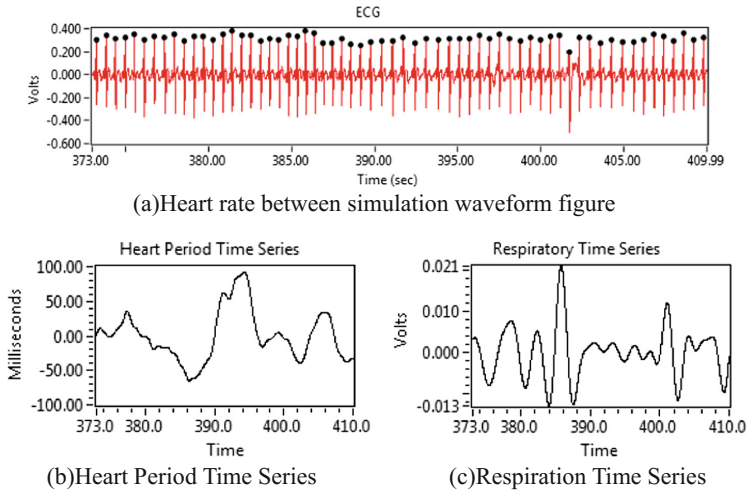 ECG
0.400
0.200
0.000
-0.200
-0.400
-0.600
Volts
373.00 380.00 385.00 390.00 395.00 400.00 405.00 409.99
Time (sec)
(a)Heart rate between simulation waveform figure
Heart Period Time Series
100.00
50.00
0.00
-50.00
-100.00
Milliseconds
373.0 380.0 390.0 400.0 410.0
Time
(b)Heart Period Time Series
Respiratory Time Series
0.021
0.010
0.000
-0.013
Volts
373.0 380.0 390.0 400.0 410.0
Time
(c)Respiration Time Series